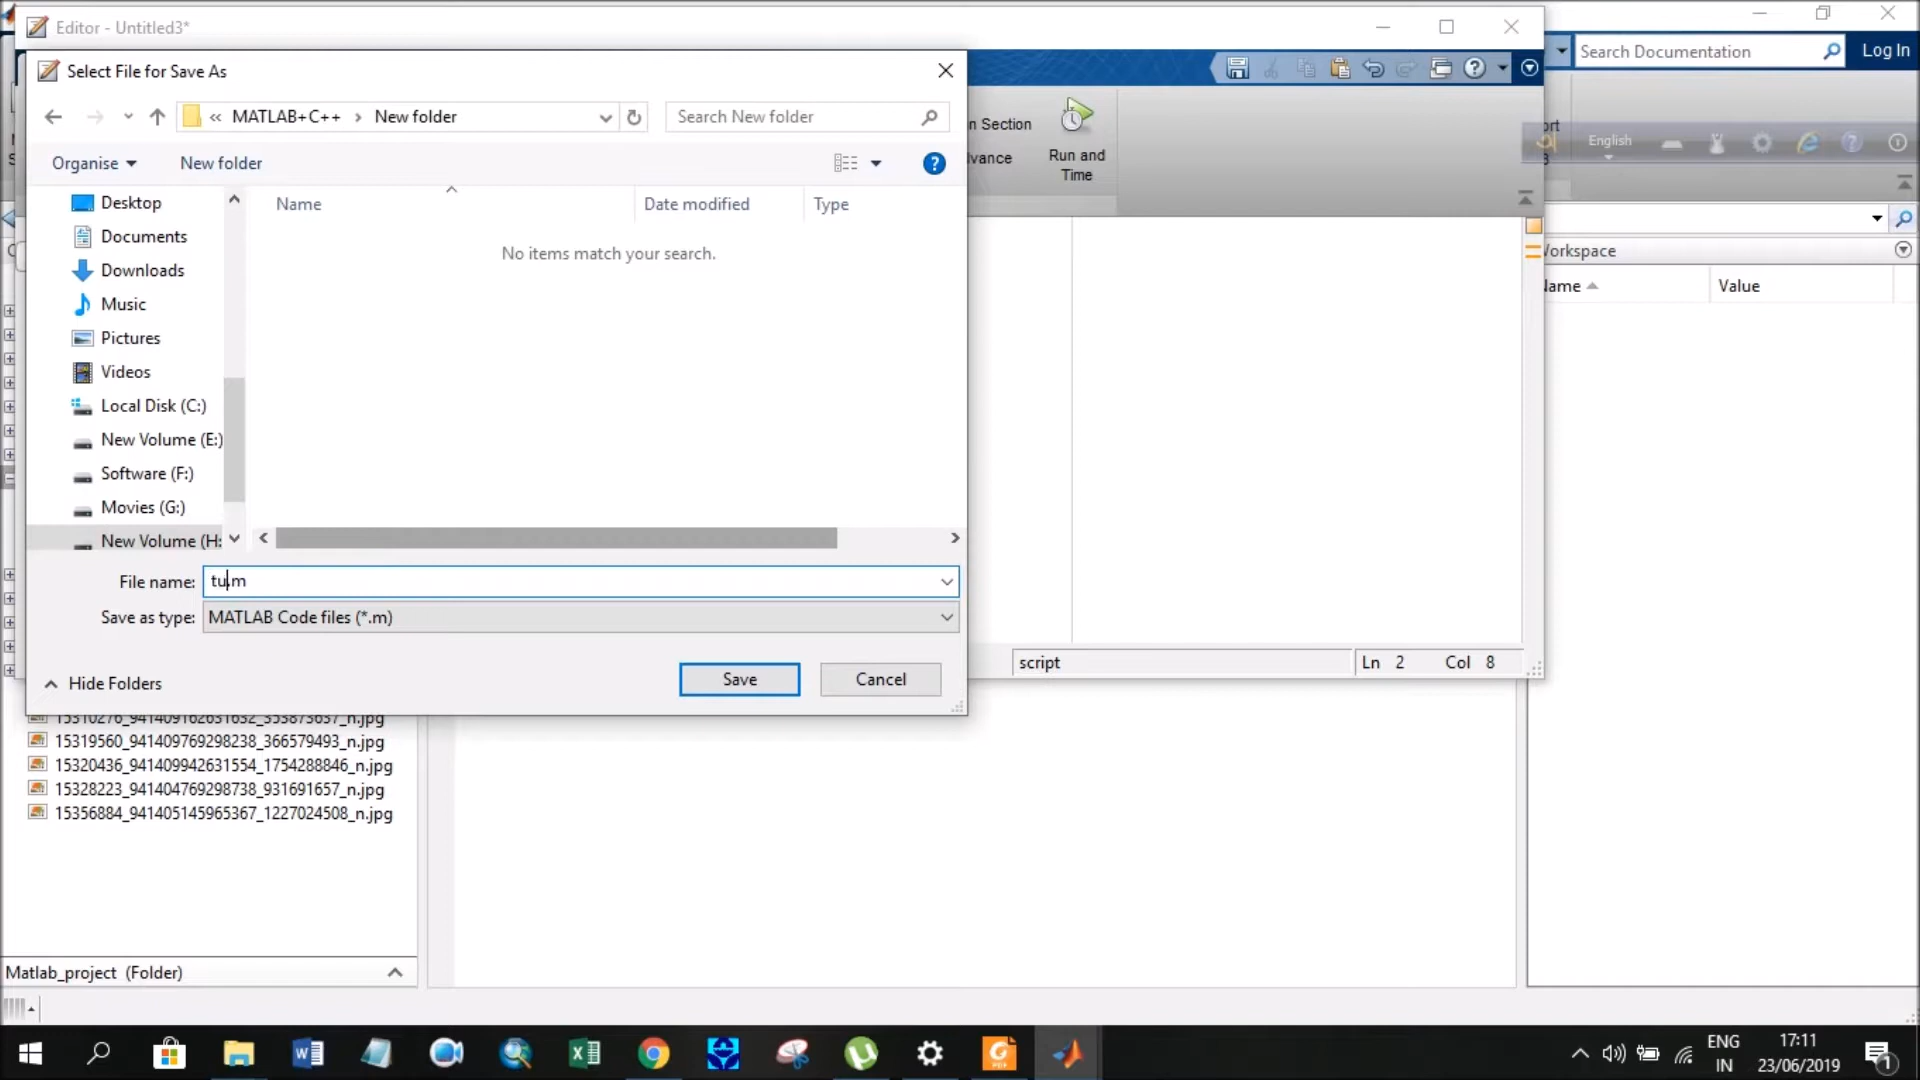 Editor - Untitled3*
Select File for Save As
Search Documentation
Log In
« MATLAB+C++ › New folder
Search New folder
n Section
Run and
Time
English
Organise
New folder
Name
Date modified
Type
No items match your search.
Desktop
Documents
Downloads
Music
Pictures
Videos
Local Disk (C:)
New Volume (E:)
Software (F:)
Movies (G:)
New Volume (H:
Name
Value
File name: tu.m
Save as type: MATLAB Code files (*.m)
Hide Folders
Save
Cancel
script
Ln 2
Col 8
15319560_941409769298238_366579493_n.jpg
15320436_941409942631554_1754288846_n.jpg
15328223_941404769298738_931691657_n.jpg
15356884_941405145965367_1227024508_n.jpg
Matlab_project (Folder)
ENG
IN
17:11
23/06/2019
1